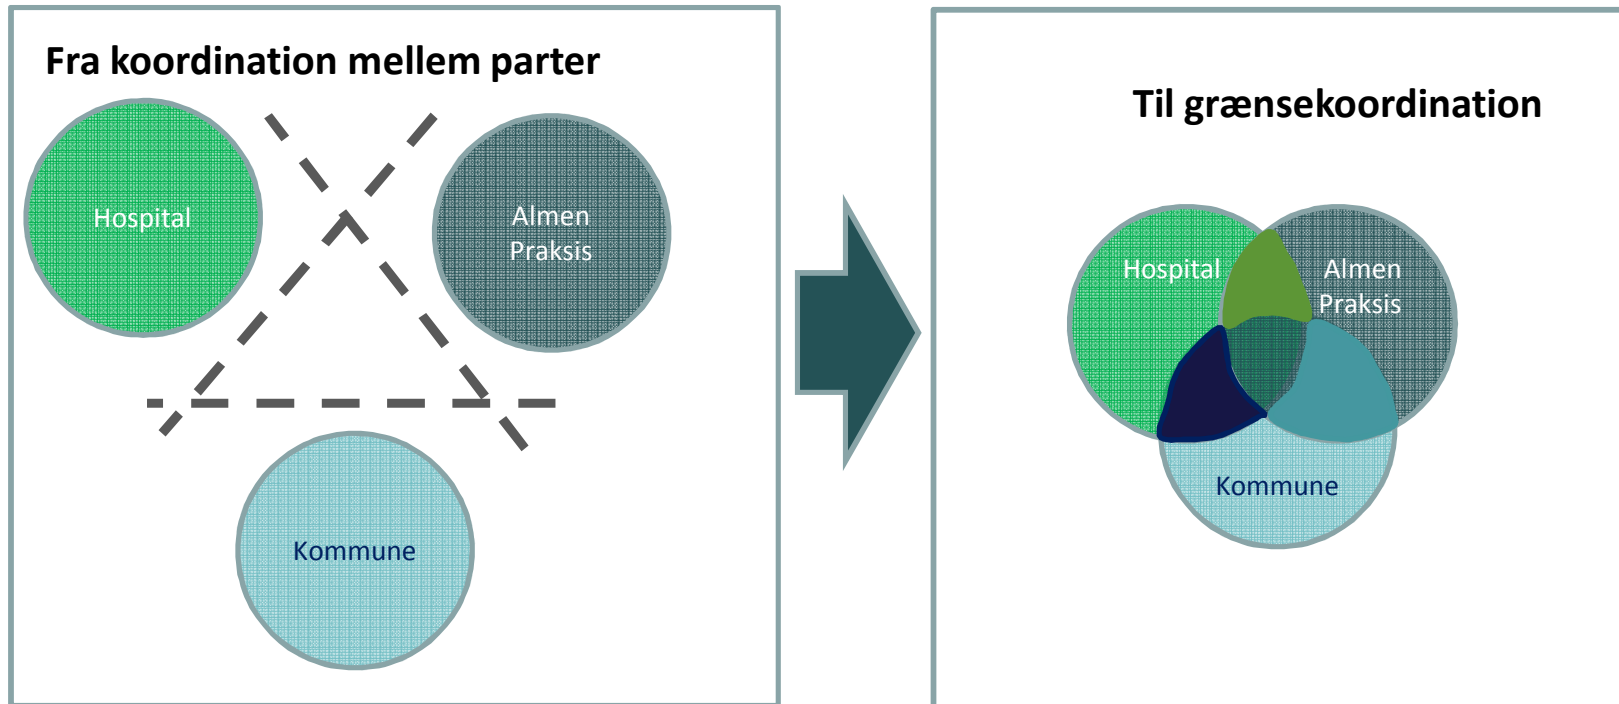 Fra koordination mellem parter
Hospital
Almen
Praksis
Kommune
Til grænsekoordination
Hospital
Almen
Praksis
Kommune